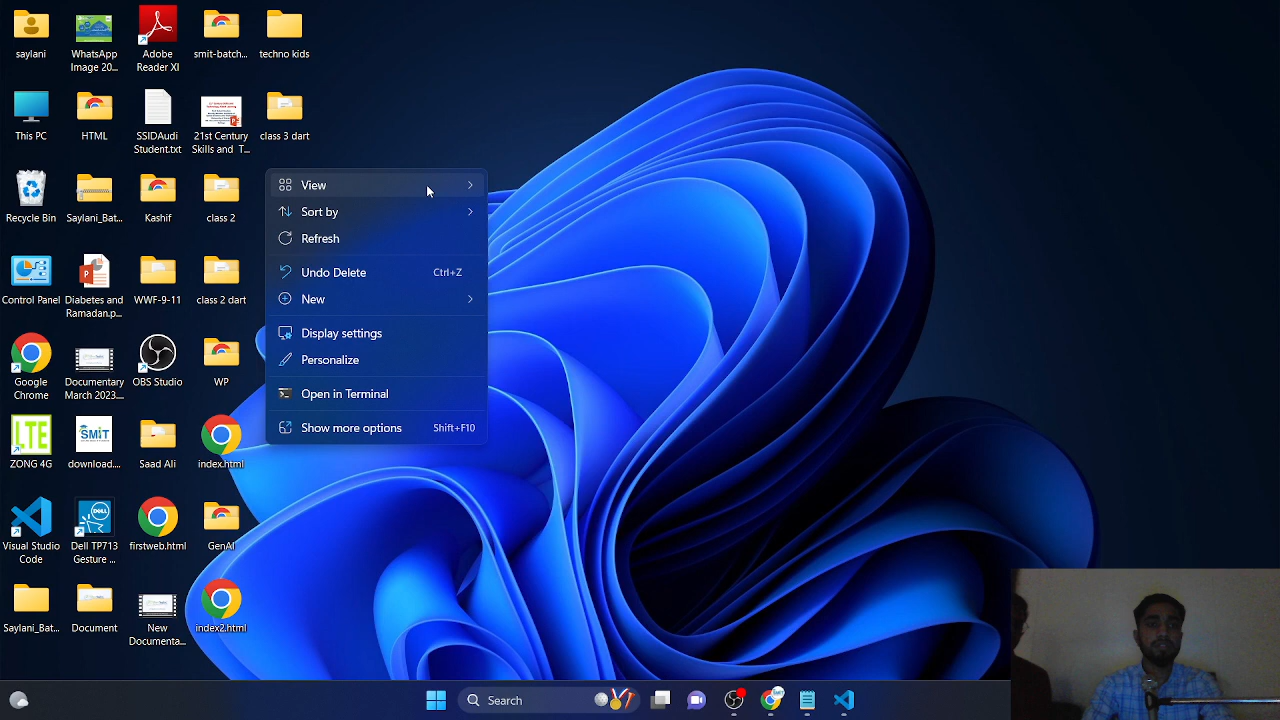 saylani
WhatsApp
Image 20...
Adobe
Reader XI
smit-batch...
techno kids
This PC
HTML
SSIDAudi
Student.txt
21st Century
Skills and T...
class 3 dart
Recycle Bin
Saylani_Bat...
Kashif
class 2
Control Panel
Diabetes and
Ramadan.p...
WWF-9-11
class 2 dart
Google
Chrome
Documentary
March 2023...
OBS Studio
WP
LTE
ZONG 4G
SMIT
download...
Saad Ali
index.html
Visual Studio
Code
DELL
Dell TP713
Gesture ...
firstweb.html
GenAI
Saylani_Bat...
Document
New
Documenta...
index2.html
View
Sort by
Refresh
Undo Delete Ctrl+Z
New
Display settings
Personalize
Open in Terminal
Show more options Shift+F10
Search